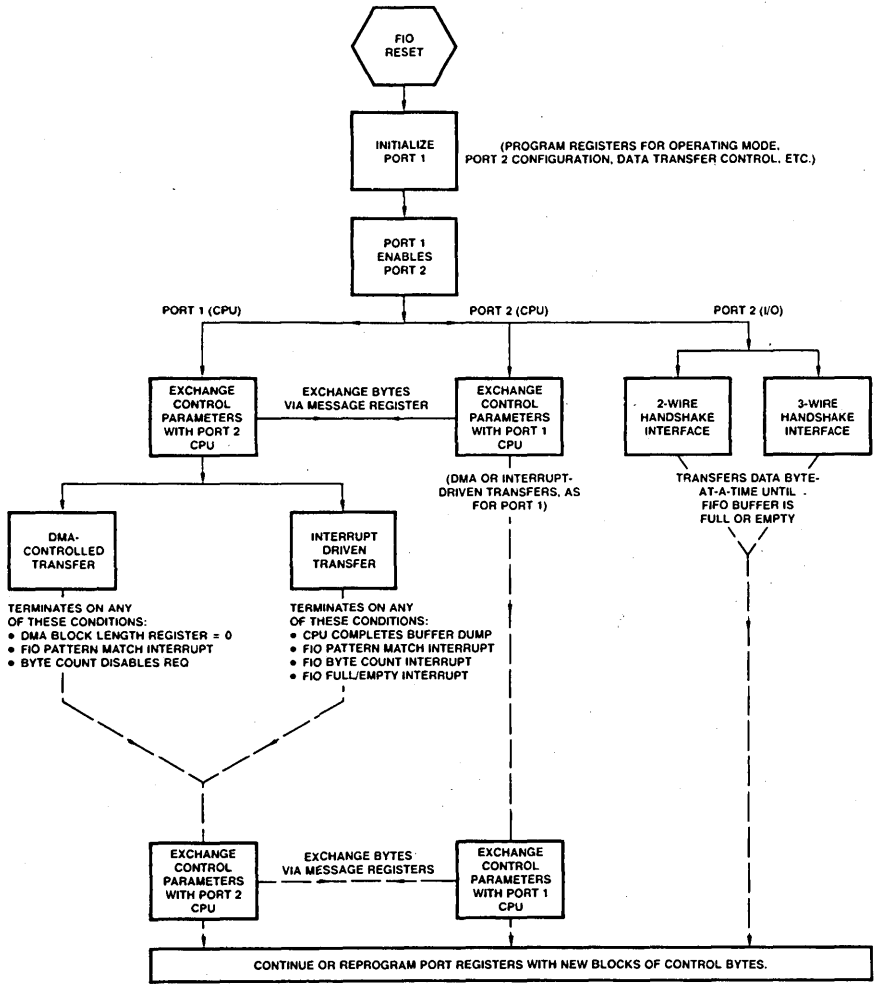 FIO
RESET
INITIALIZE
PORT 1
(PROGRAM REGISTERS FOR OPERATING MODE,
PORT 2 CONFIGURATION, DATA TRANSFER CONTROL, ETC.)
PORT 1
ENABLES
PORT 2
PORT 1 (CPU)
PORT 2 (CPU)
PORT 2 (I/O)
EXCHANGE
CONTROL
PARAMETERS
WITH PORT 2
CPU
EXCHANGE BYTES
VIA MESSAGE REGISTER
EXCHANGE
CONTROL
PARAMETERS
WITH PORT 1
CPU
2-WIRE
HANDSHAKE
INTERFACE
3-WIRE
HANDSHAKE
INTERFACE
(DMA OR INTERRUPT-
DRIVEN TRANSFERS, AS
FOR PORT 1)
TRANSFERS DATA BYTE-
AT-A-TIME UNTIL
FIFO BUFFER IS
FULL OR EMPTY
DMA-
CONTROLLED
TRANSFER
INTERRUPT
DRIVEN
TRANSFER
TERMINATES ON ANY
OF THESE CONDITIONS:
• DMA BLOCK LENGTH REGISTER = 0
• FIO PATTERN MATCH INTERRUPT
• BYTE COUNT DISABLES REQ
TERMINATES ON ANY
OF THESE CONDITIONS:
• CPU COMPLETES BUFFER DUMP
• FIO PATTERN MATCH INTERRUPT
• FIO BYTE COUNT INTERRUPT
• FIO FULL/EMPTY INTERRUPT
EXCHANGE
CONTROL
PARAMETERS
WITH PORT 2
CPU
EXCHANGE BYTES
VIA MESSAGE REGISTERS
EXCHANGE
CONTROL
PARAMETERS
WITH PORT 1
CPU
CONTINUE OR REPROGRAM PORT REGISTERS WITH NEW BLOCKS OF CONTROL BYTES.